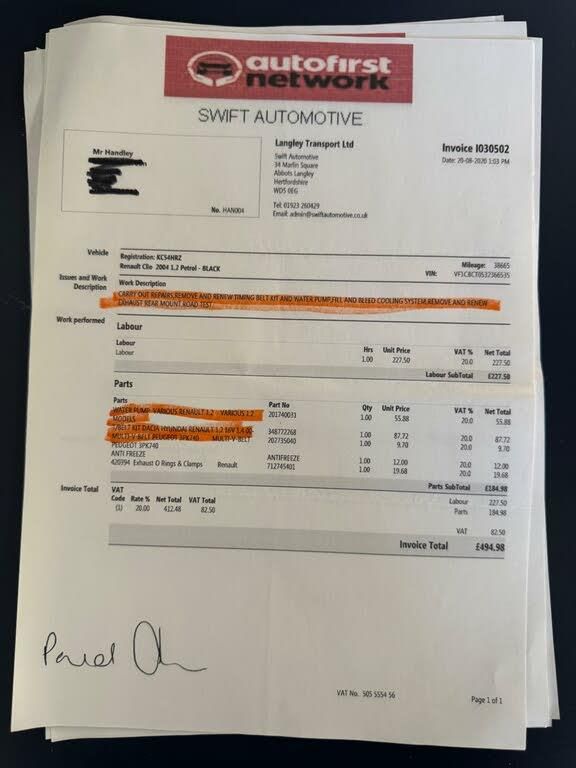 autofirst
network
SWIFT AUTOMOTIVE
Mr Handley
No. HAN004
Langley Transport Ltd
Swift Automotive
34 Marlin Square
Abbots Langley
Hertfordshire
WD5 0EG
Tel: 01923 260429
Email: admin@swiftautomotive.co.uk
Invoice I030502
Date: 20-08-2020 1:03 PM
Vehicle
Registration: KC54HRZ
Mileage: 38665
Renault Clio 2004 1.2 Petrol - BLACK
VIN: VF1CBCT0532366535
Issues and Work Description
Work Description
CARRY OUT REPAIRS,REMOVE AND RENEW TIMING BELT KIT AND WATER PUMP,FILL AND BLEED COOLING SYSTEM,REMOVE AND RENEW
EXHAUST REAR MOUNT,ROAD TEST.
Work performed
Labour
Labour Hrs Unit Price VAT % Net Total
Labour 1.00 227.50 20.0 227.50
Labour SubTotal £227.50
Parts
Parts Part No Qty Unit Price VAT % Net Total
WATER PUMP VARIOUS RENAULT 1.2 - VARIOUS 1.2 201740031 1.00 55.88 20.0 55.88
MODELS
T/BELT KIT DACIA HYUNDAI RENAULT 1.2 16V 1.4 00 348772268 1.00 87.72 20.0 87.72
MULTI-V-BELT PEUGEOT 3PK740 MULTI-V-BELT 202735040 1.00 9.70 20.0 9.70
PEUGEOT 3PK740
ANTI FREEZE ANTIFREEZE 1.00 12.00 20.0 12.00
420394 Exhaust O Rings & Clamps Renault 712745401 1.00 19.68 20.0 19.68
Parts SubTotal £184.98
Invoice Total
VAT
Code Rate % Net Total VAT Total
(1) 20.00 412.48 82.50
Labour 227.50
Parts 184.98
VAT 82.50
Invoice Total £494.98
VAT No. 505 5554 56
Page 1 of 1